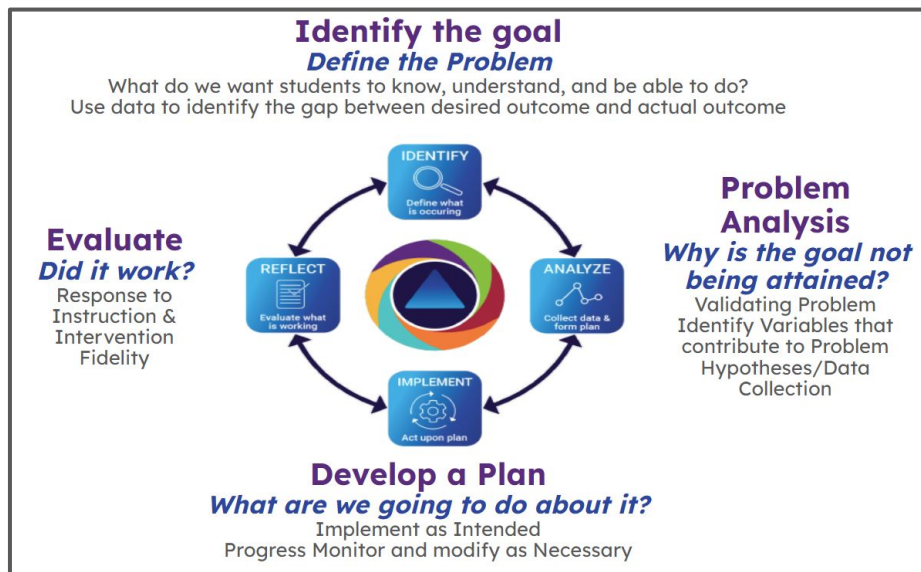 Identify the goal
Define the Problem
What do we want students to know, understand, and be able to do?
Use data to identify the gap between desired outcome and actual outcome
IDENTIFY
Define what
is occuring
Evaluate
Did it work?
Response to
Instruction &
Intervention
Fidelity
REFLECT
Evaluate what
is working
ANALYZE
Collect data &
form plan
Problem
Analysis
Why is the goal not
being attained?
Validating Problem
Identify Variables that
contribute to Problem
Hypotheses/Data
Collection
IMPLEMENT
Act upon plan
Develop a Plan
What are we going to do about it?
Implement as Intended
Progress Monitor and modify as Necessary